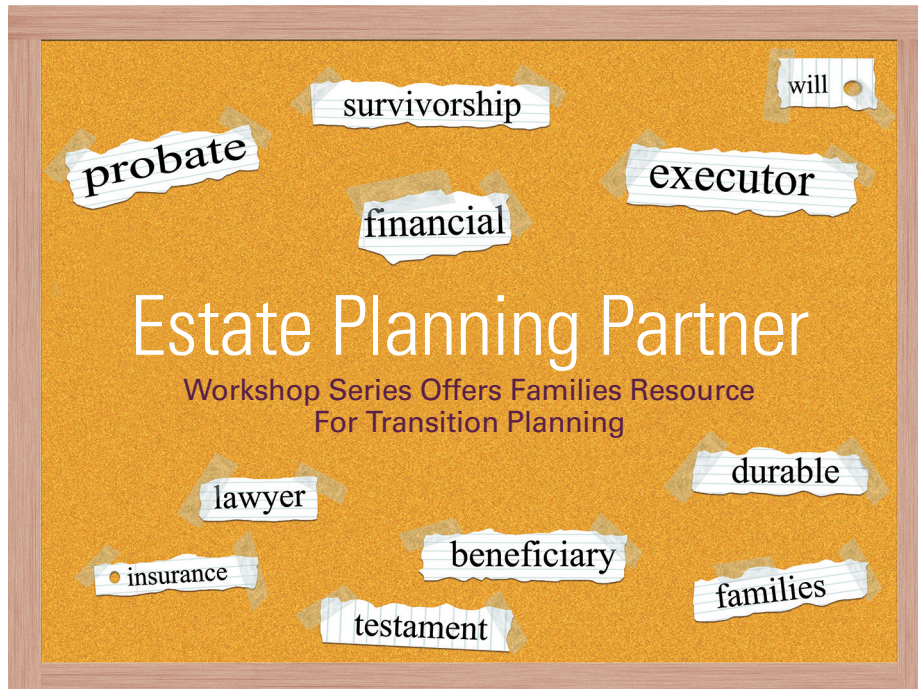 survivorship
will
probate
executor
financial
Estate Planning Partner
Workshop Series Offers Families Resource
For Transition Planning
durable
lawyer
beneficiary
insurance
families
testament